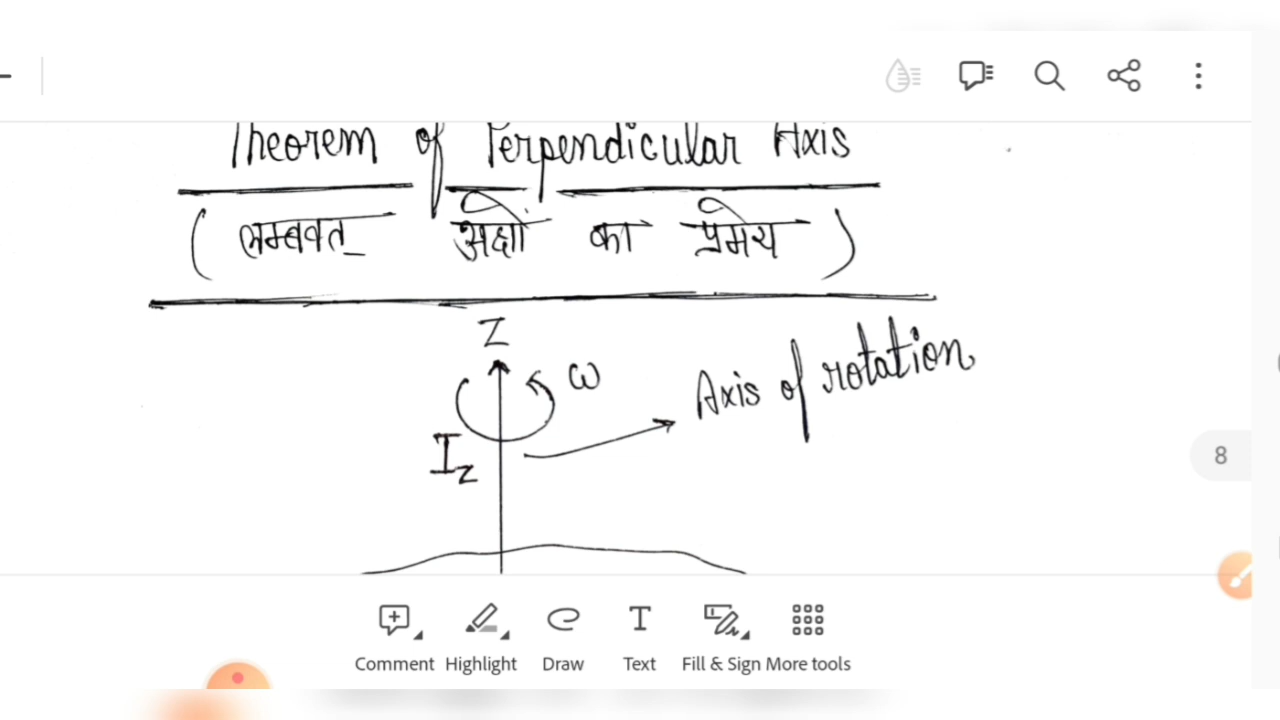 Theorem of Perpendicular Axis
(लम्बवत अक्षों का प्रमेय)
Z
ω
Axis of rotation
Iz
8
Comment Highlight Draw Text Fill & Sign More tools